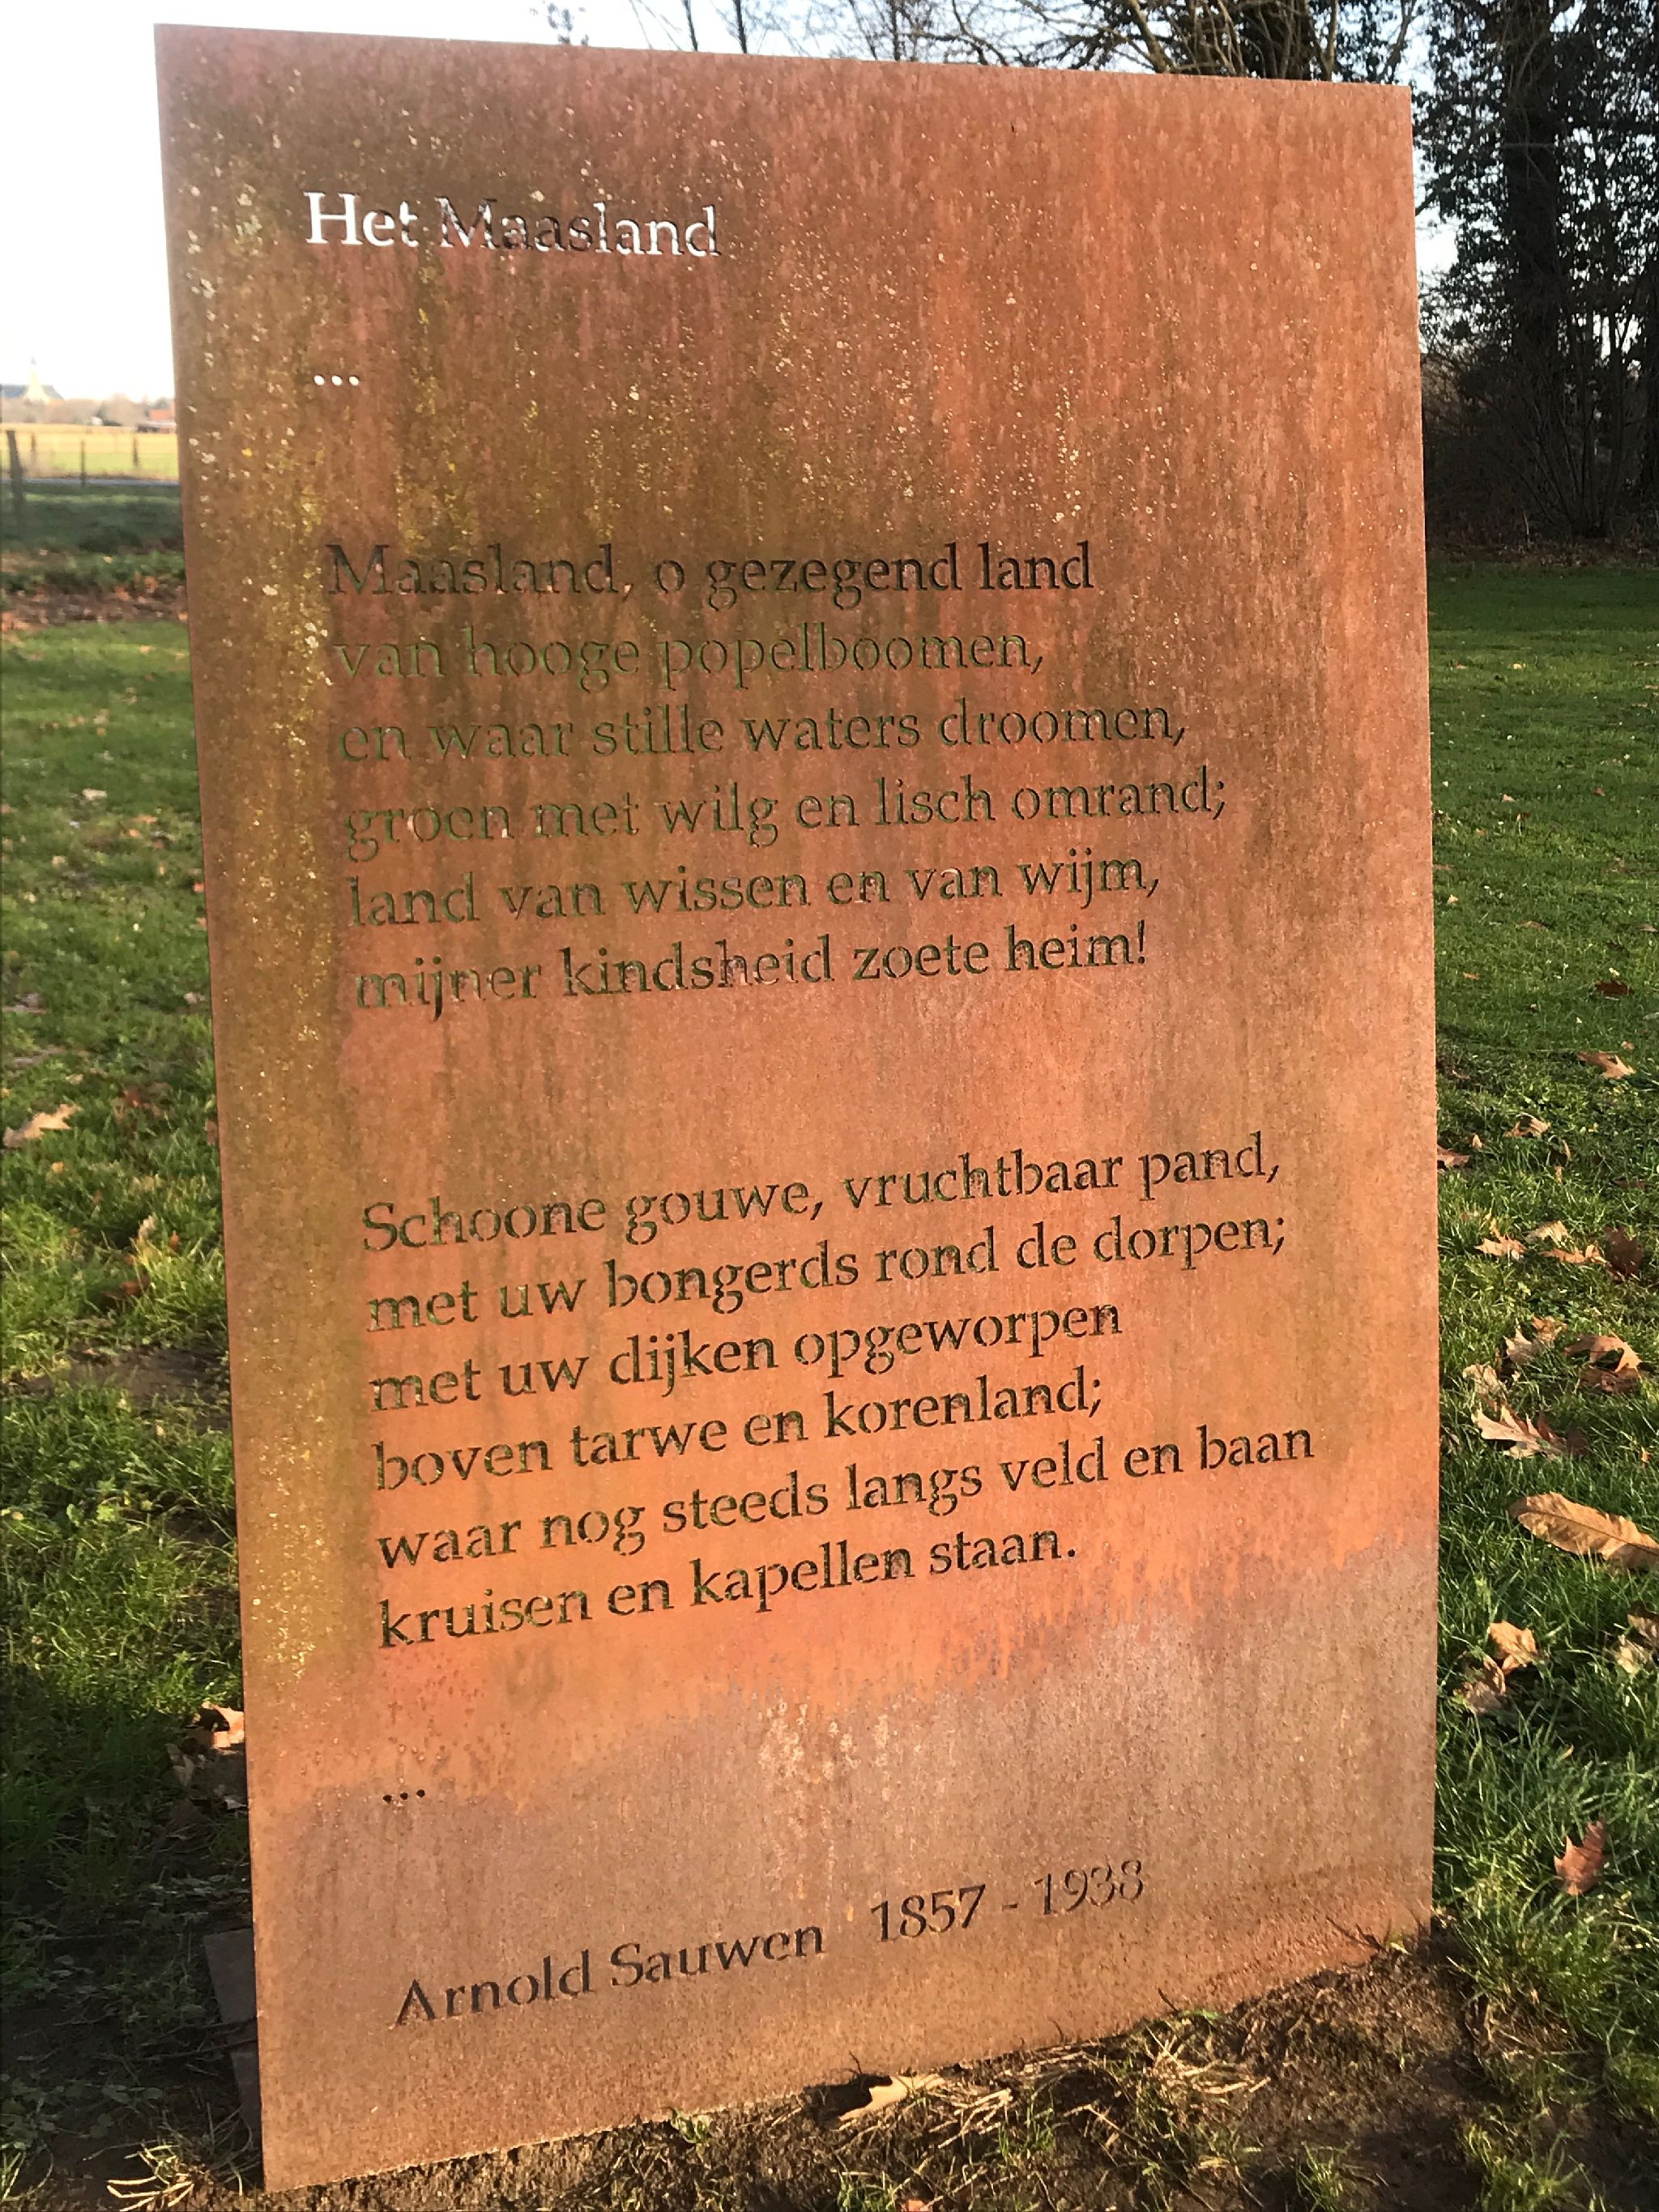 Het Maasland
...
Maasland, o gezegend land
van hooge popelboomen,
en waar stille waters droomen,
groen met wilg en lisch omrand;
land van wissen en van wijm,
mijner kindsheid zoete heim!
Schoone gouwe, vruchtbaar pand,
met uw bongerds rond de dorpen;
met uw dijken opgeworpen
boven tarwe en korenland;
waar nog steeds langs veld en baan
kruisen en kapellen staan.
...
Arnold Sauwen 1857 - 1938